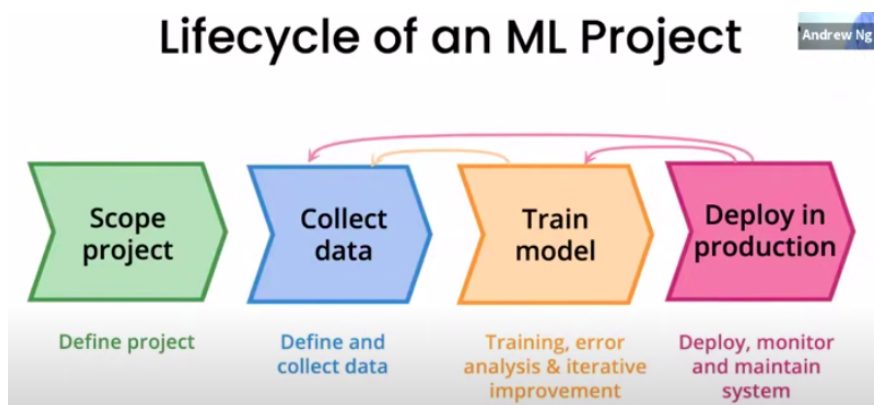 Lifecycle of an ML Project
Andrew Ng
Scope
project
Collect
data
Train
model
Deploy in
production
Define project
Define and
collect data
Training, error
analysis & iterative
improvement
Deploy, monitor
and maintain
system